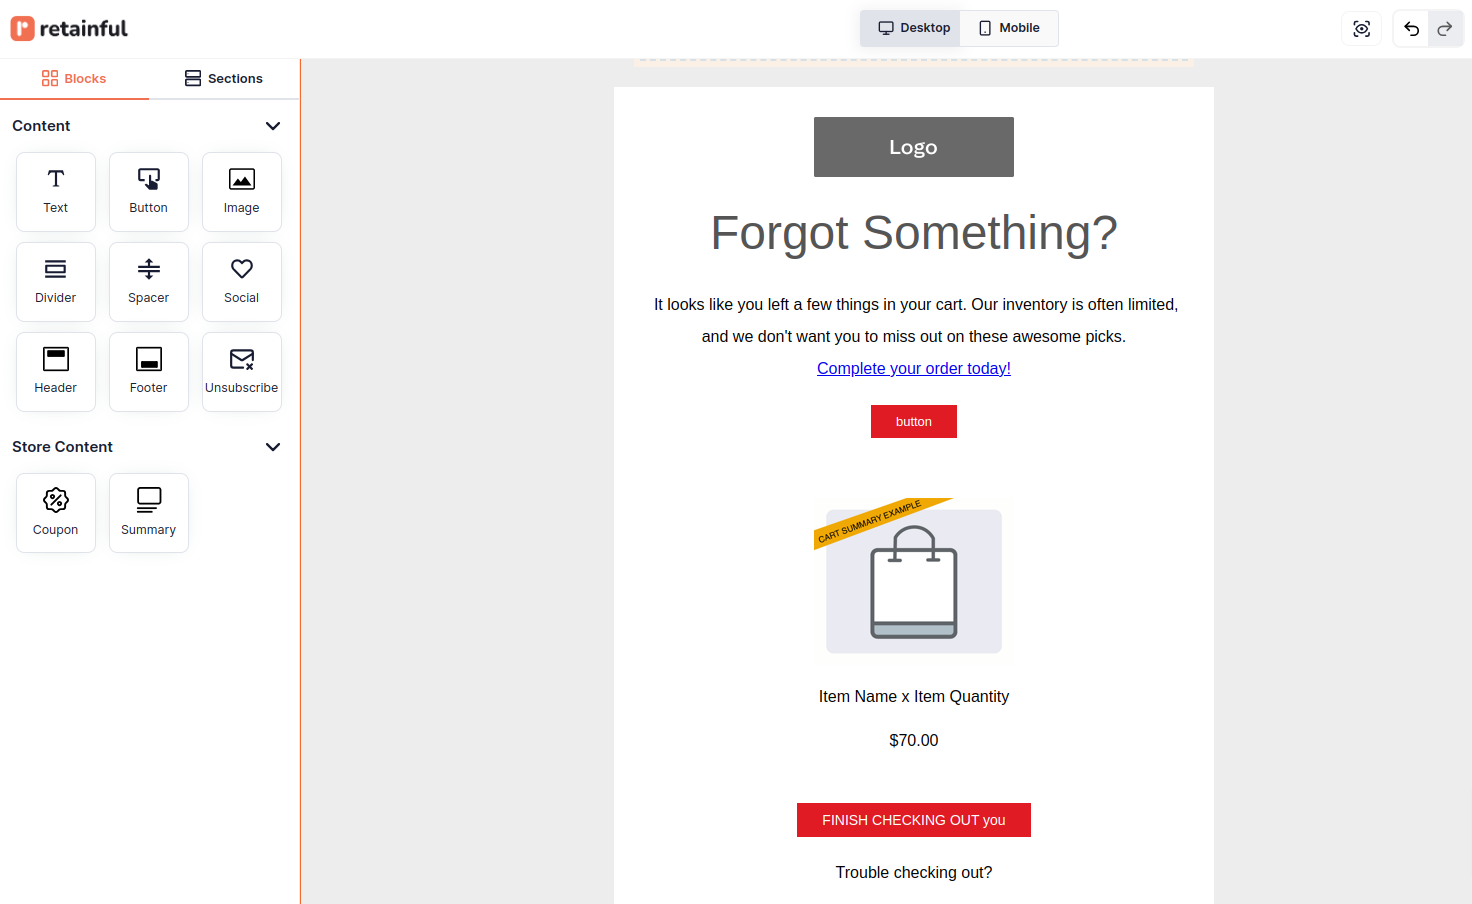 retainful
Desktop
Mobile
Blocks
Sections
Content
Text
Button
Image
Divider
Spacer
Social
Header
Footer
Unsubscribe
Store Content
Coupon
Summary
Logo
Forgot Something?
It looks like you left a few things in your cart. Our inventory is often limited,
and we don't want you to miss out on these awesome picks.
Complete your order today!
button
CART SUMMARY EXAMPLE
Item Name x Item Quantity
$70.00
FINISH CHECKING OUT you
Trouble checking out?